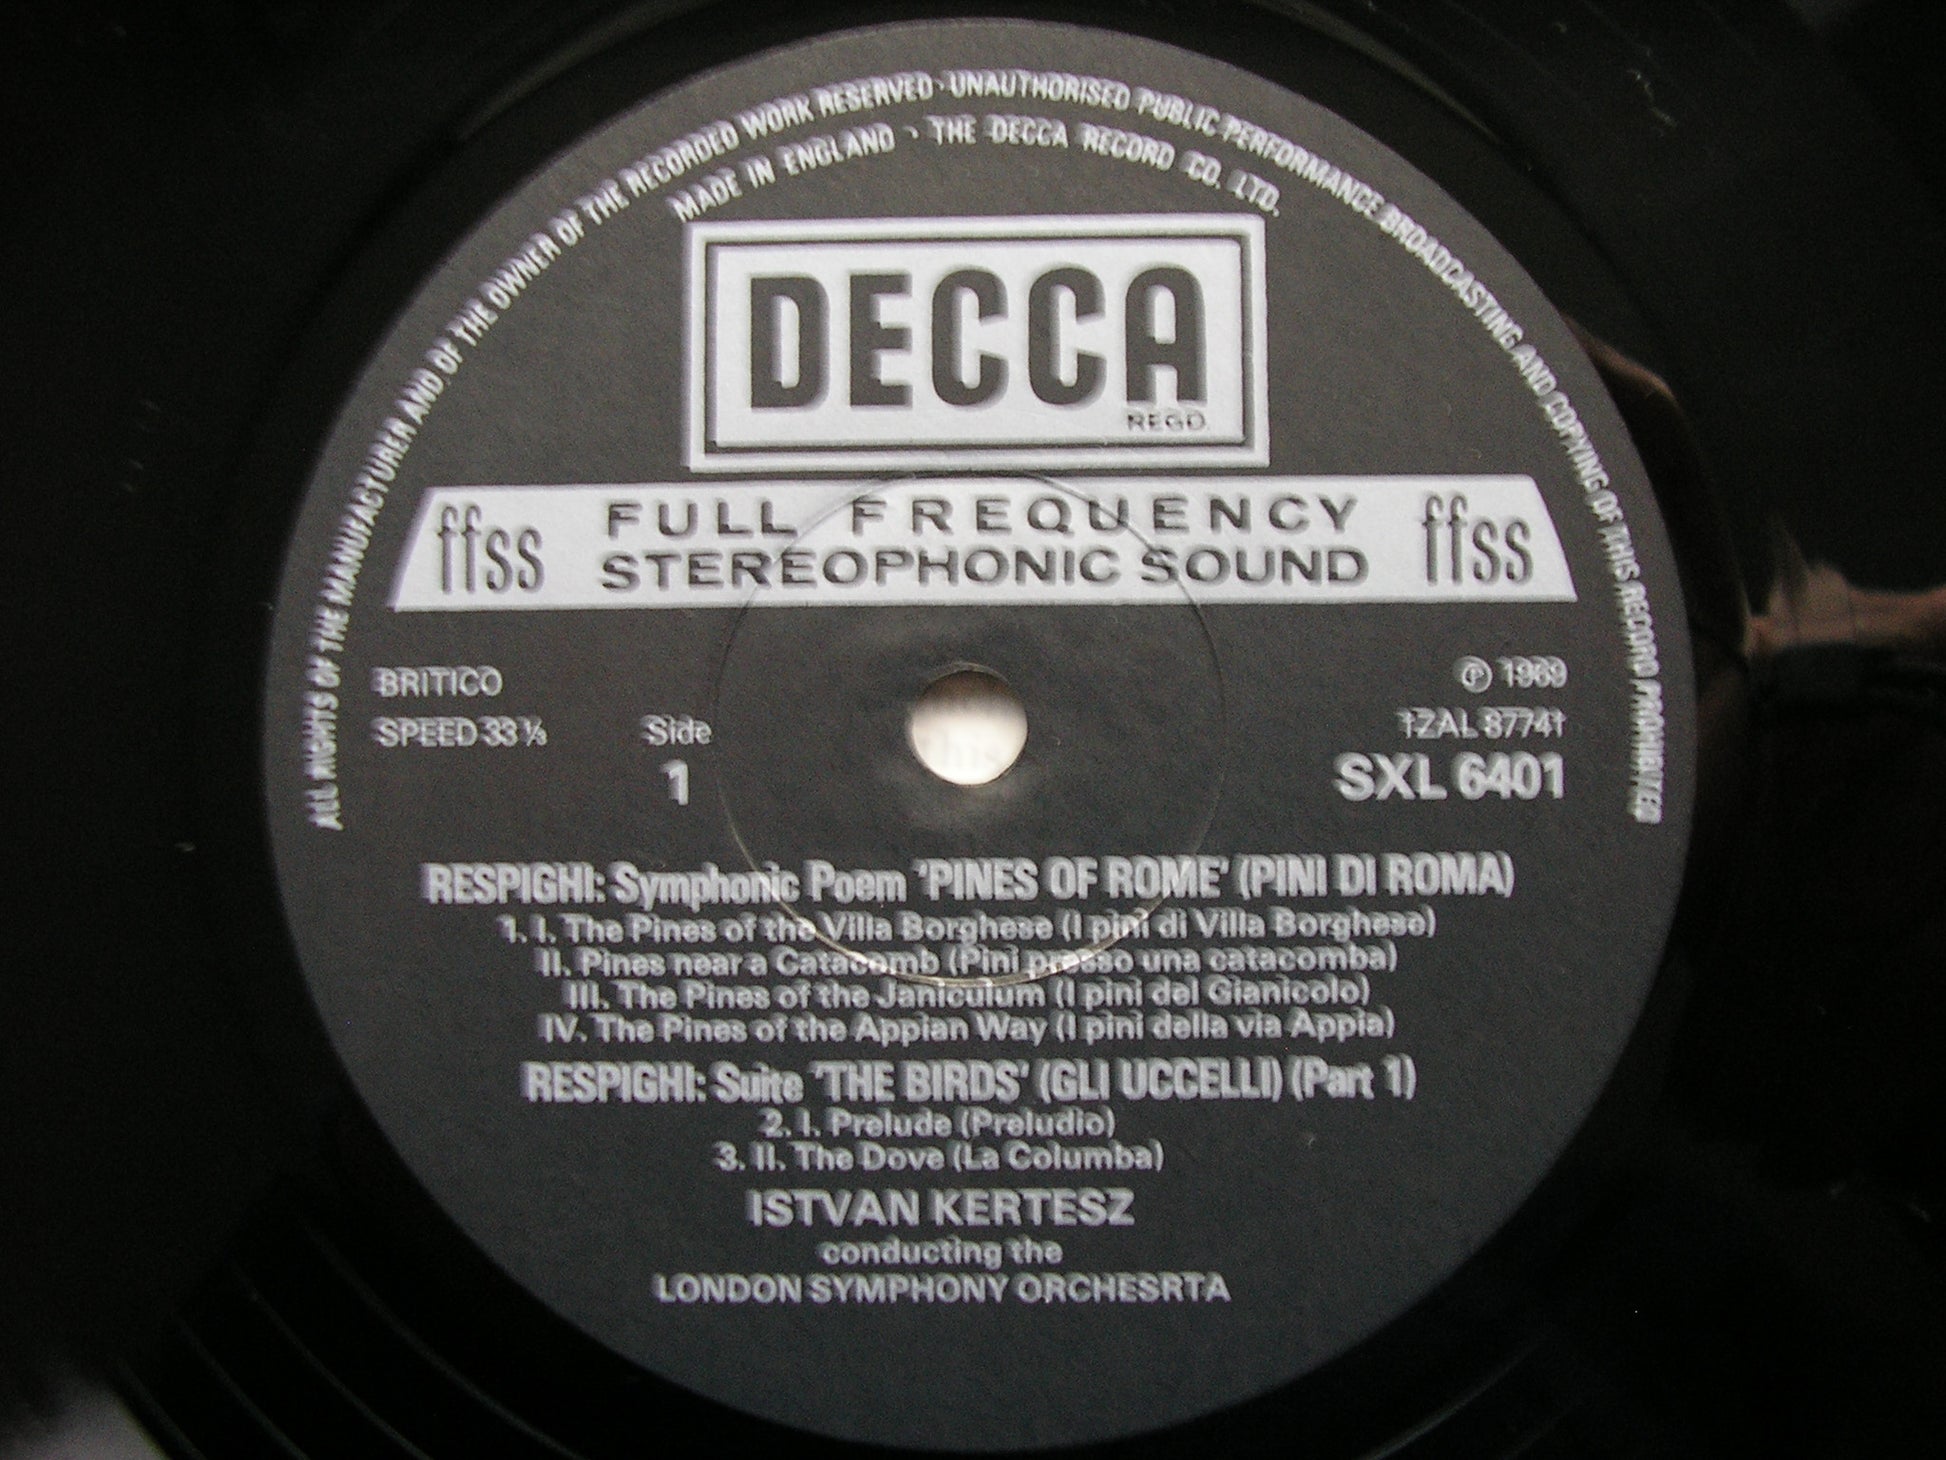 ALL RIGHTS OF THE MANUFACTURER AND OF THE OWNER OF THE RECORDED WORK RESERVED · UNAUTHORISED PUBLIC PERFORMANCE BROADCASTING AND COPYING OF THIS RECORD PROHIBITED
MADE IN ENGLAND · THE DECCA RECORD CO. LTD.
DECCA
REGD.
ffss FULL FREQUENCY STEREOPHONIC SOUND ffss
BRITICO ℗ 1969
SPEED 33⅓ Side 1ZAL 87741
1 SXL 6401
RESPIGHI: Symphonic Poem 'PINES OF ROME' (PINI DI ROMA)
1. I. The Pines of the Villa Borghese (I pini di Villa Borghese)
II. Pines near a Catacomb (Pini presso una catacomba)
III. The Pines of the Janiculum (I pini del Gianicolo)
IV. The Pines of the Appian Way (I pini della via Appia)
RESPIGHI: Suite 'THE BIRDS' (GLI UCCELLI) (Part 1)
2. I. Prelude (Preludio)
3. II. The Dove (La Columba)
ISTVAN KERTESZ
conducting the
LONDON SYMPHONY ORCHESRTA